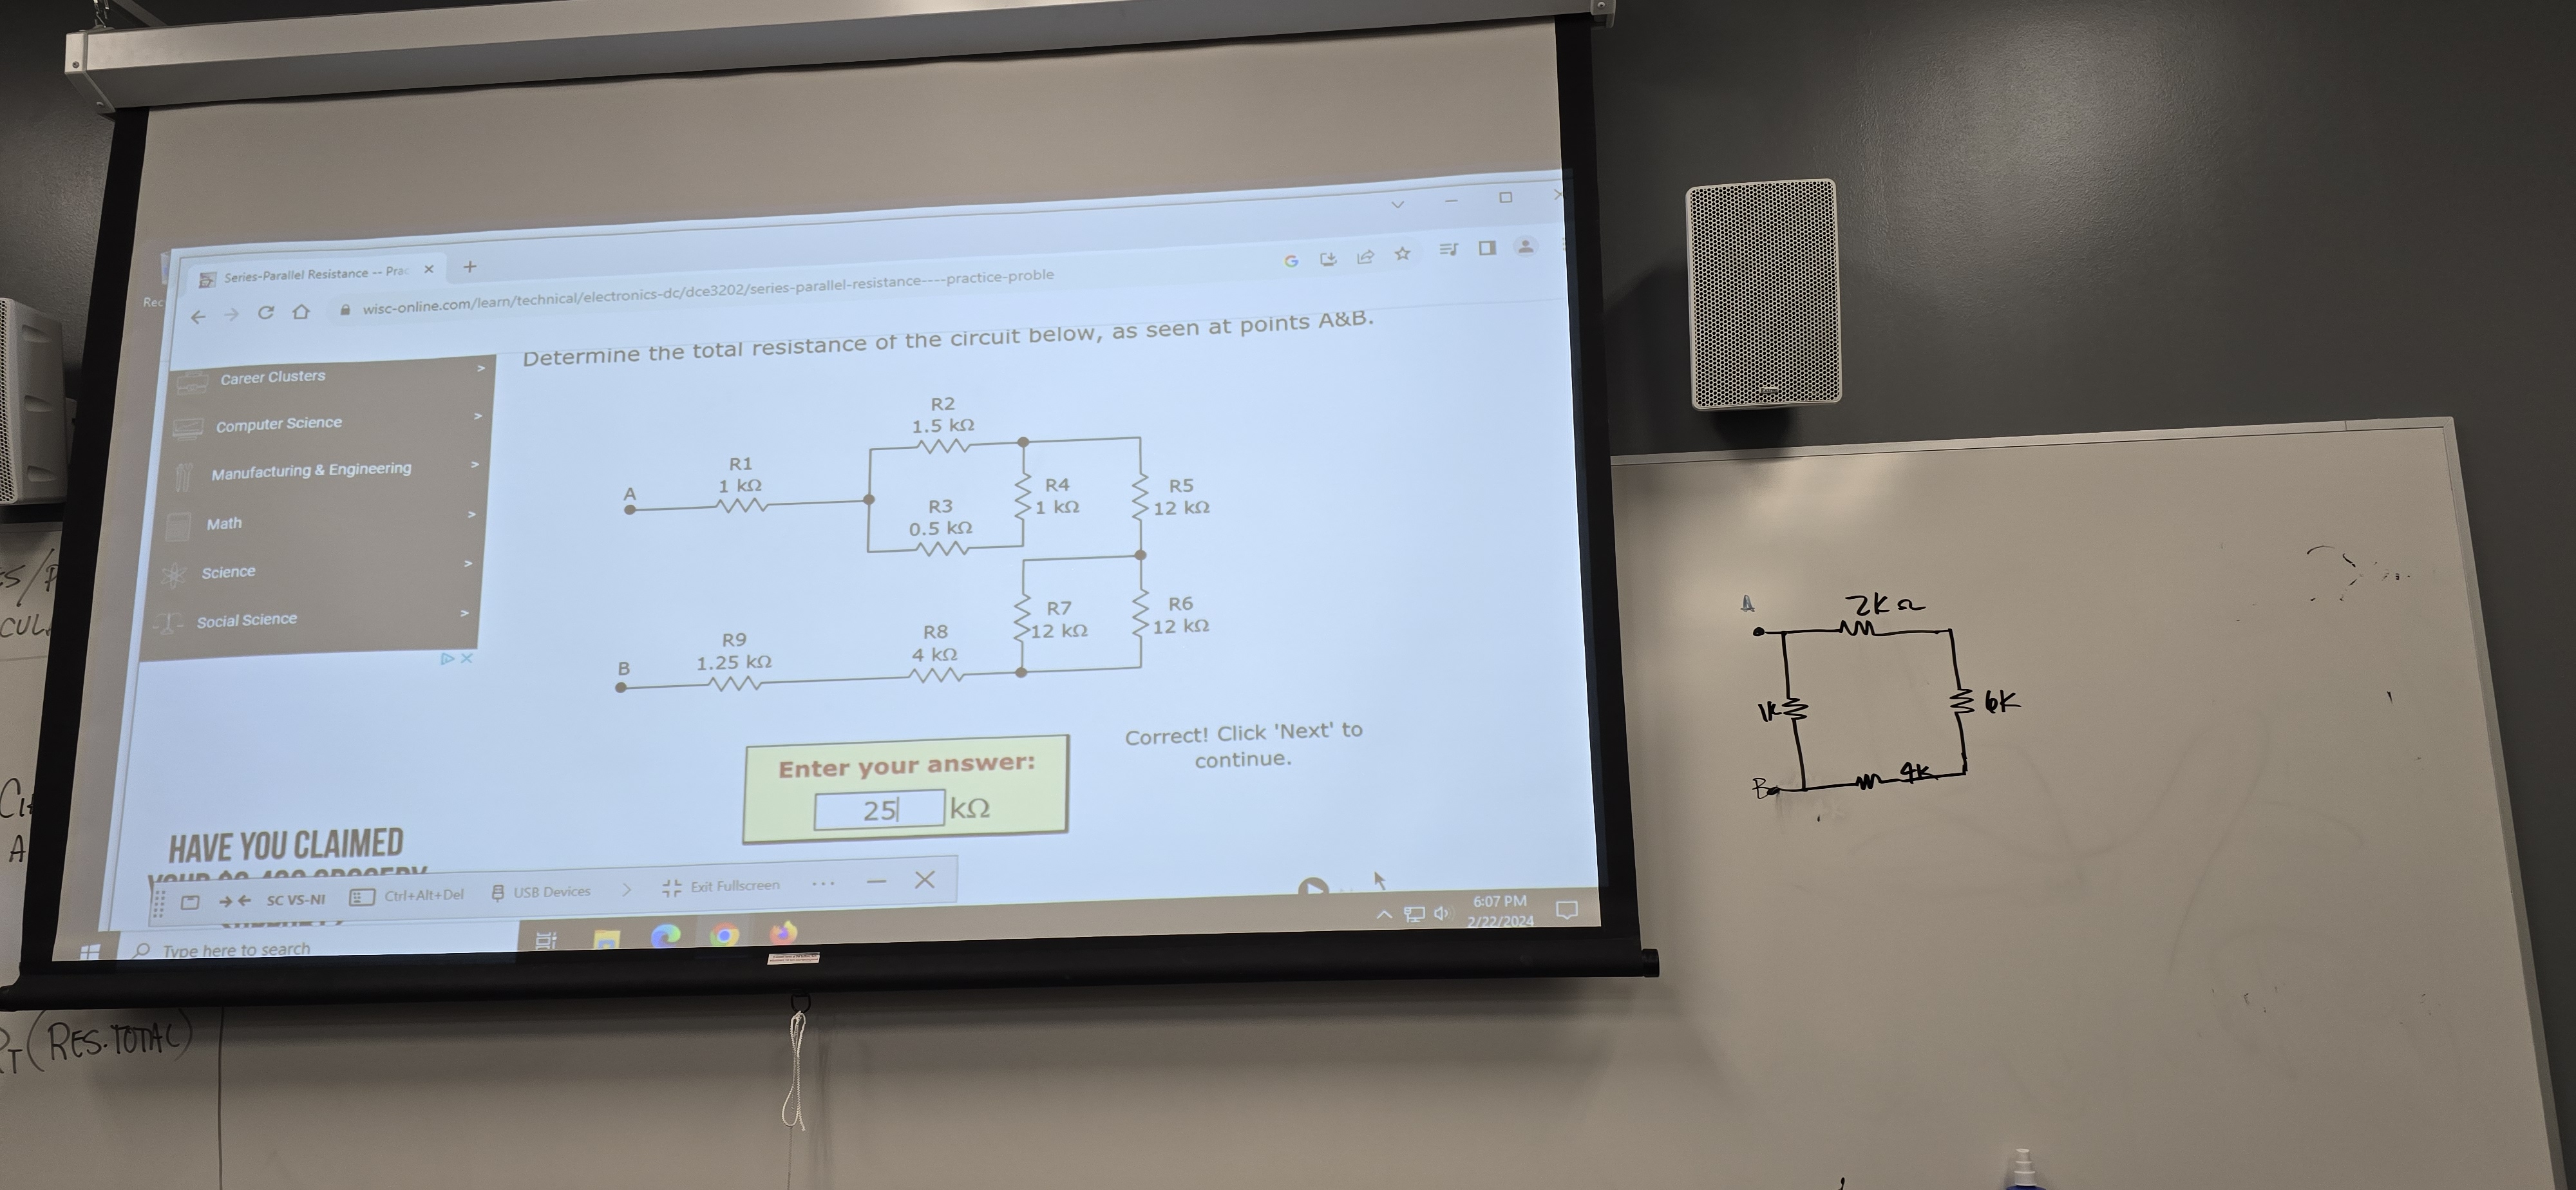 Series-Parallel Resistance -- Prac
wisc-online.com/learn/technical/electronics-dc/dce3202/series-parallel-resistance----practice-proble
Determine the total resistance of the circuit below, as seen at points A&B.
Career Clusters
Computer Science
Manufacturing & Engineering
Math
Science
Social Science
R2
1.5 kΩ
R1
1 kΩ
A
R3
0.5 kΩ
R4
1 kΩ
R5
12 kΩ
R7
12 kΩ
R6
12 kΩ
R9
1.25 kΩ
R8
4 kΩ
B
Correct! Click 'Next' to
continue.
Enter your answer:
25 kΩ
HAVE YOU CLAIMED
SC VS-NI Ctrl+Alt+Del USB Devices Exit Fullscreen
6:07 PM
2/22/2024
Type here to search
A
2KΩ
1K
6K
4K
B
(RES.TOTAL)